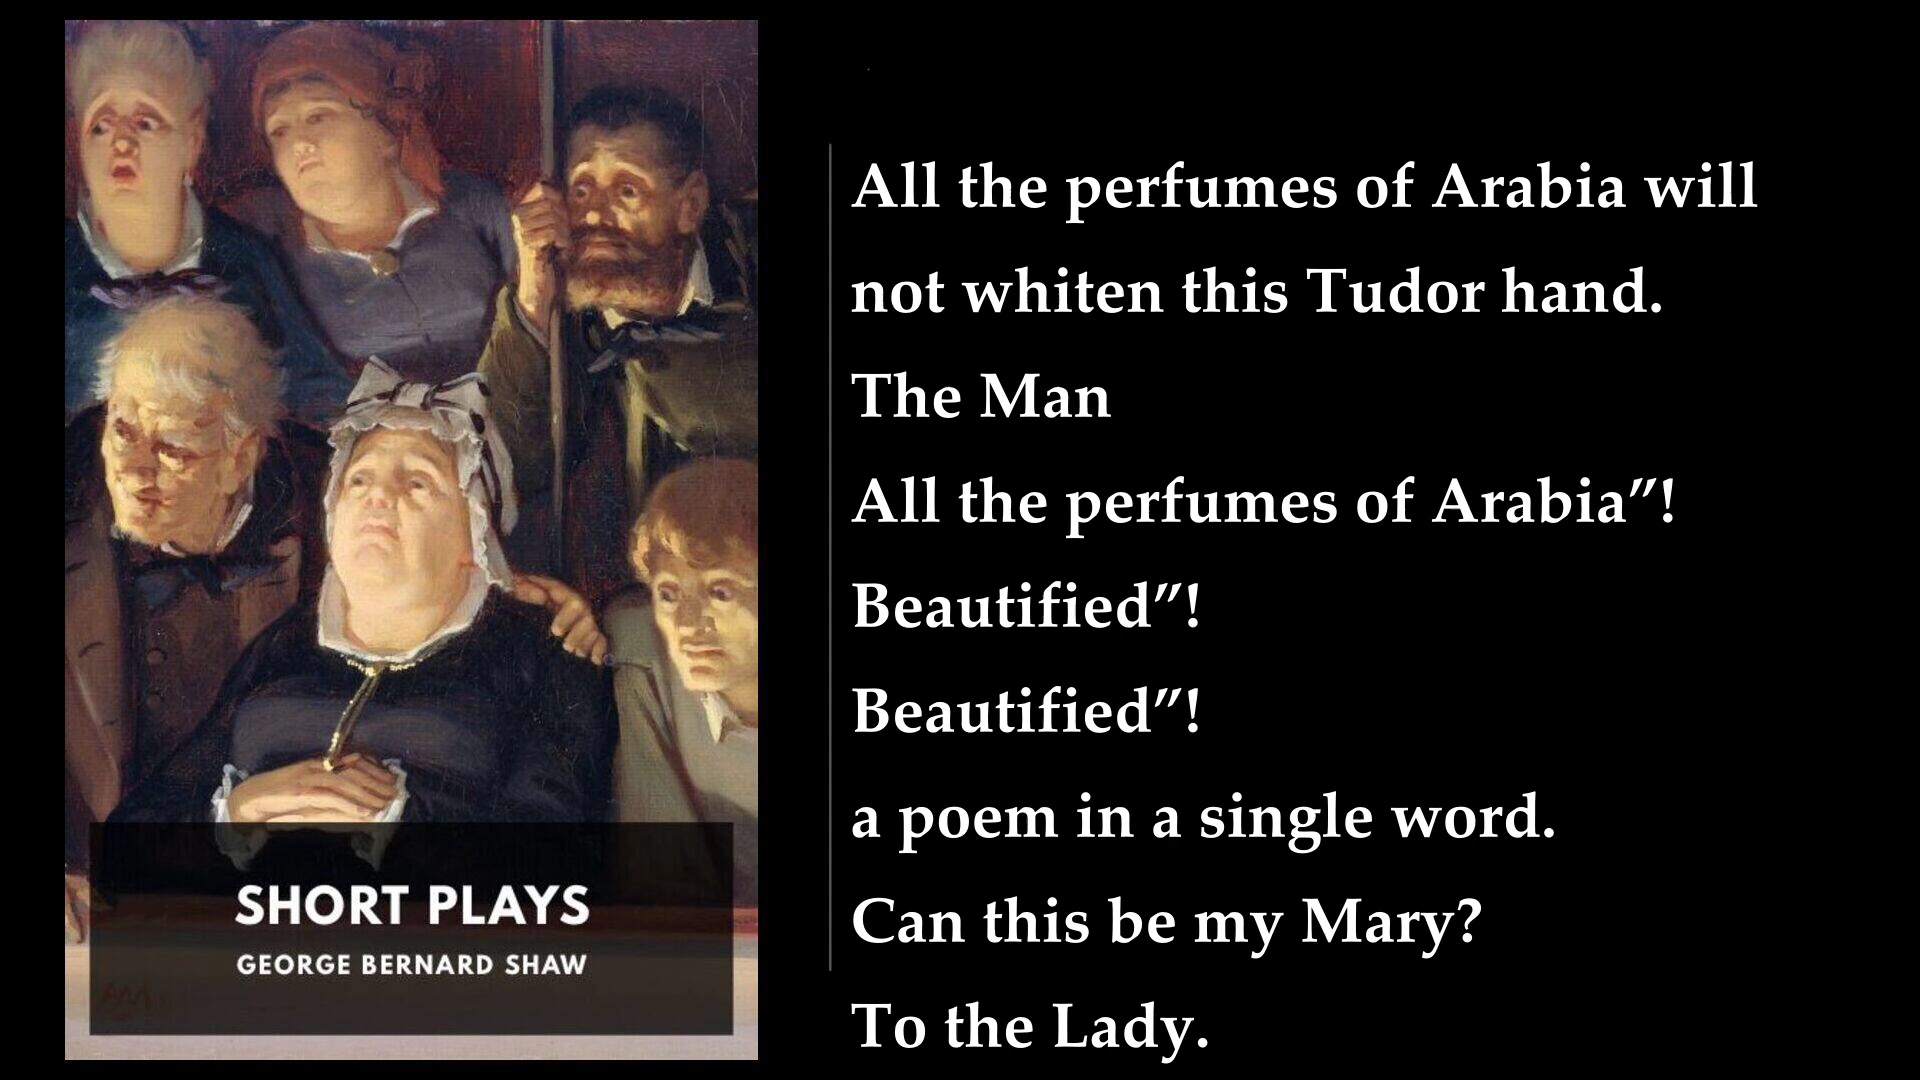 SHORT PLAYS
GEORGE BERNARD SHAW
All the perfumes of Arabia will
not whiten this Tudor hand.
The Man
All the perfumes of Arabia”!
Beautified”!
Beautified”!
a poem in a single word.
Can this be my Mary?
To the Lady.